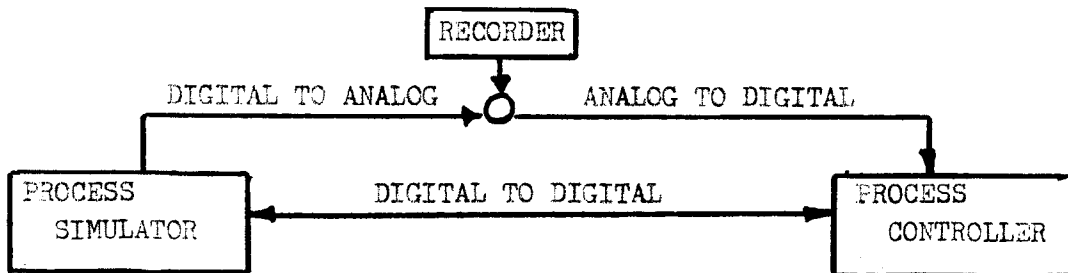 RECORDER
DIGITAL TO ANALOG
ANALOG TO DIGITAL
PROCESS
SIMULATOR
DIGITAL TO DIGITAL
PROCESS
CONTROLLER